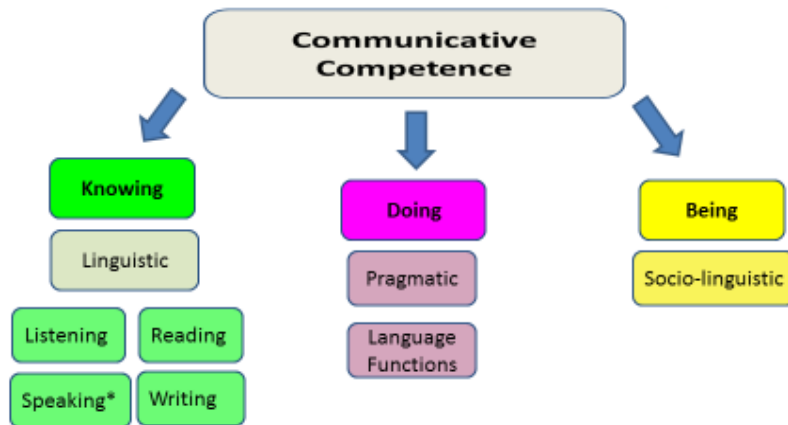 Communicative
Competence
Knowing
Doing
Being
Linguistic
Pragmatic
Socio-linguistic
Listening
Reading
Language
Functions
Speaking*
Writing